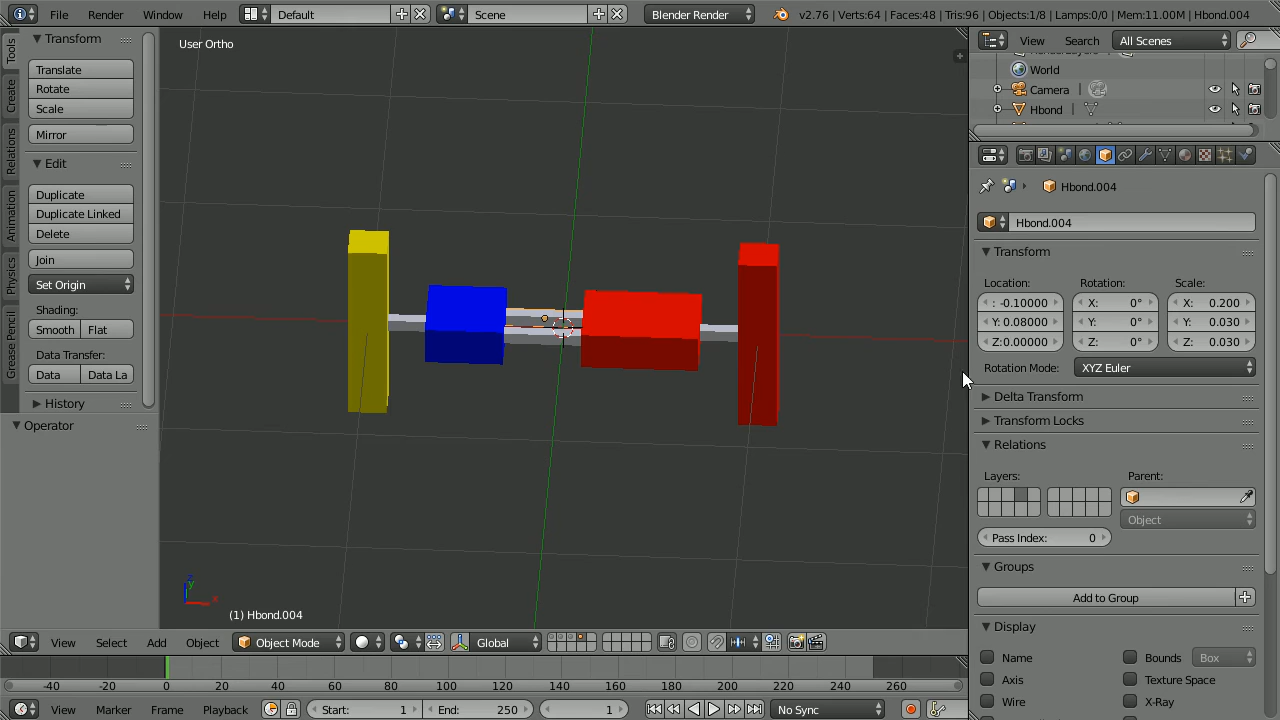 File Render Window Help Default Scene Blender Render v2.76 | Verts:64 | Faces:48 | Tris:96 | Objects:1/8 | Lamps:0/0 | Mem:11.00M | Hbond.004
View Search All Scenes
World
Camera
Hbond
Tools
Create
Relations
Animation
Physics
Grease Pencil
Transform
Translate
Rotate
Scale
Mirror
Edit
Duplicate
Duplicate Linked
Delete
Join
Set Origin
Shading:
Smooth Flat
Data Transfer:
Data Data La
History
Operator
User Ortho
z
y
x
(1) Hbond.004
View Select Add Object Object Mode Global
-40 -20 0 20 40 60 80 100 120 140 160 180 200 220 240 260
View Marker Frame Playback Start: 1 End: 250 1 No Sync
Hbond.004
Hbond.004
Transform
Location: Rotation: Scale:
: -0.10000 X: 0° X: 0.200
Y: 0.08000 Y: 0° Y: 0.030
Z:0.00000 Z: 0° Z: 0.030
Rotation Mode: XYZ Euler
Delta Transform
Transform Locks
Relations
Layers: Parent:
Object
Pass Index: 0
Groups
Add to Group
Display
Name Bounds Box
Axis Texture Space
Wire X-Ray